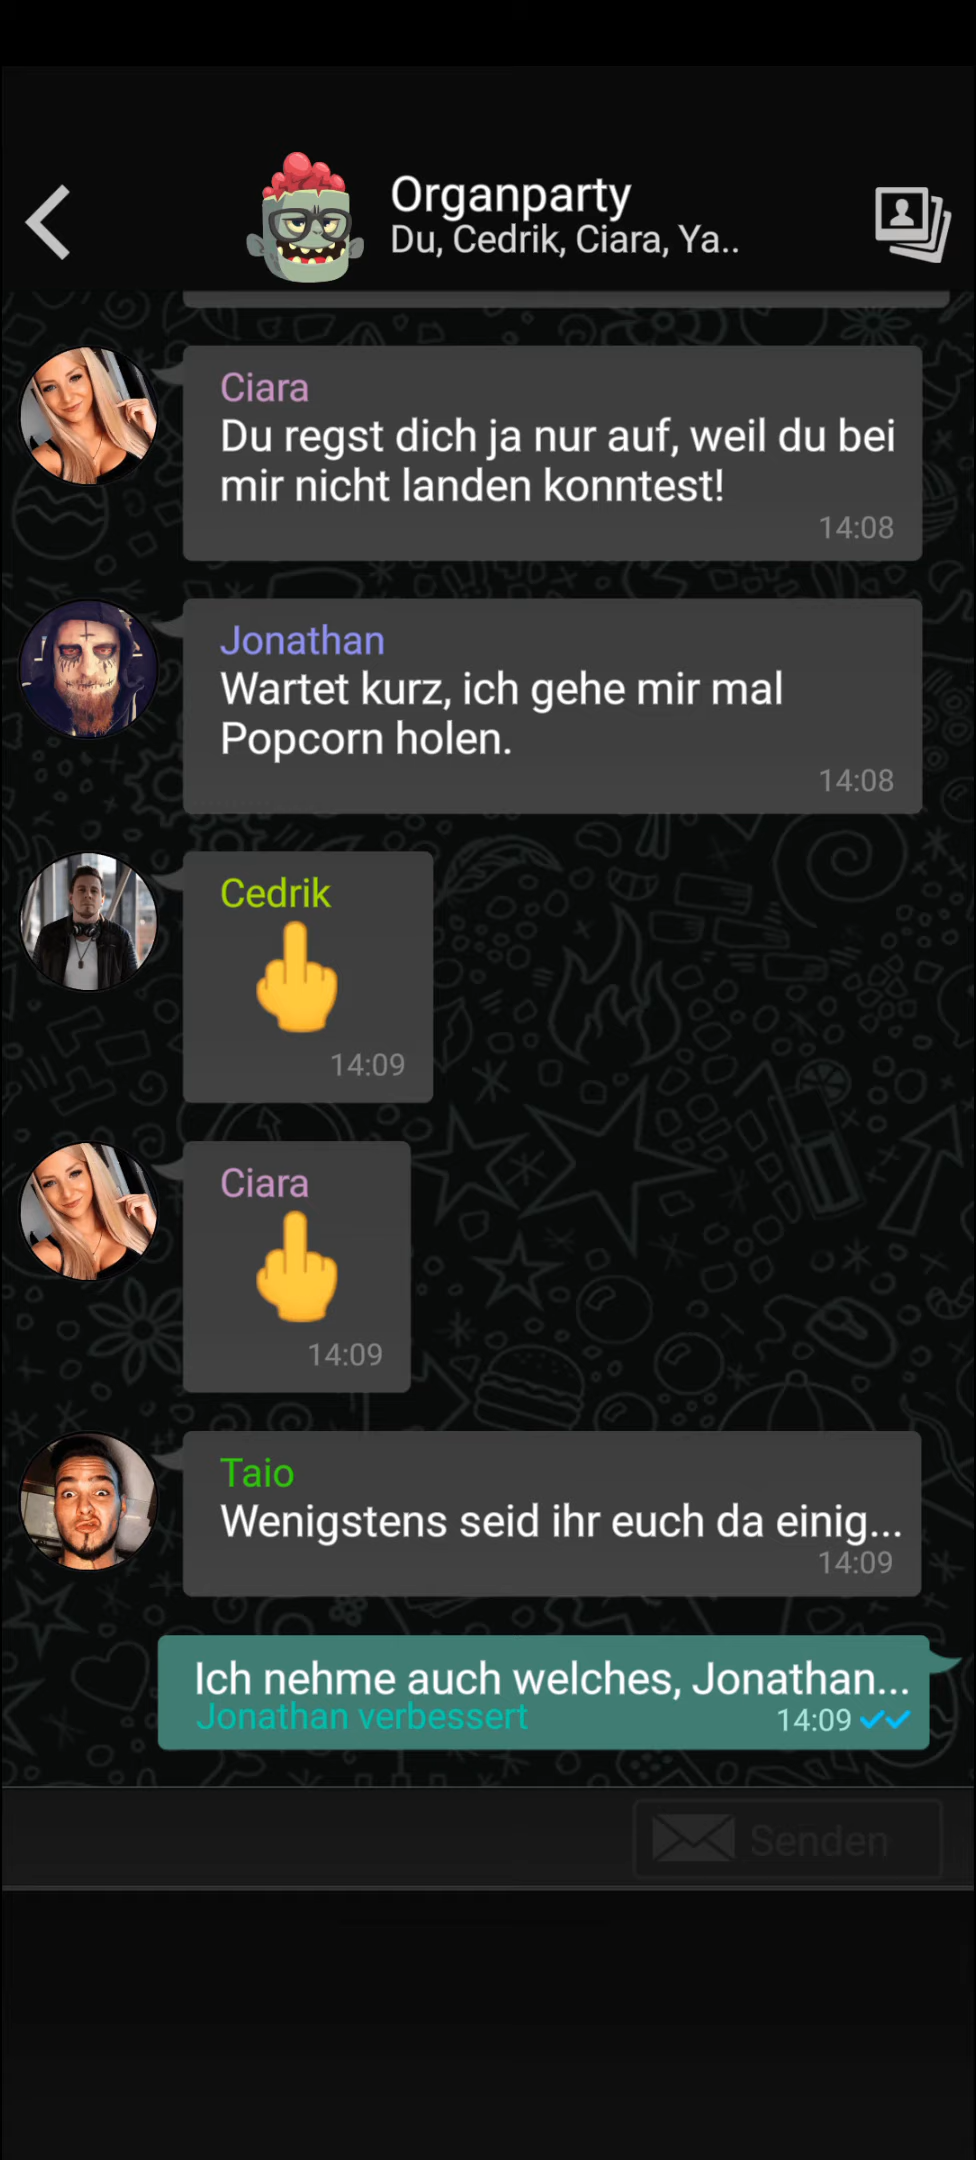 Organparty
Du, Cedrik, Ciara, Ya..
Ciara
Du regst dich ja nur auf, weil du bei
mir nicht landen konntest!
14:08
Jonathan
Wartet kurz, ich gehe mir mal
Popcorn holen.
14:08
Cedrik
🖕
14:09
Ciara
🖕
14:09
Taio
Wenigstens seid ihr euch da einig...
14:09
Ich nehme auch welches, Jonathan...
Jonathan verbessert 14:09
Senden